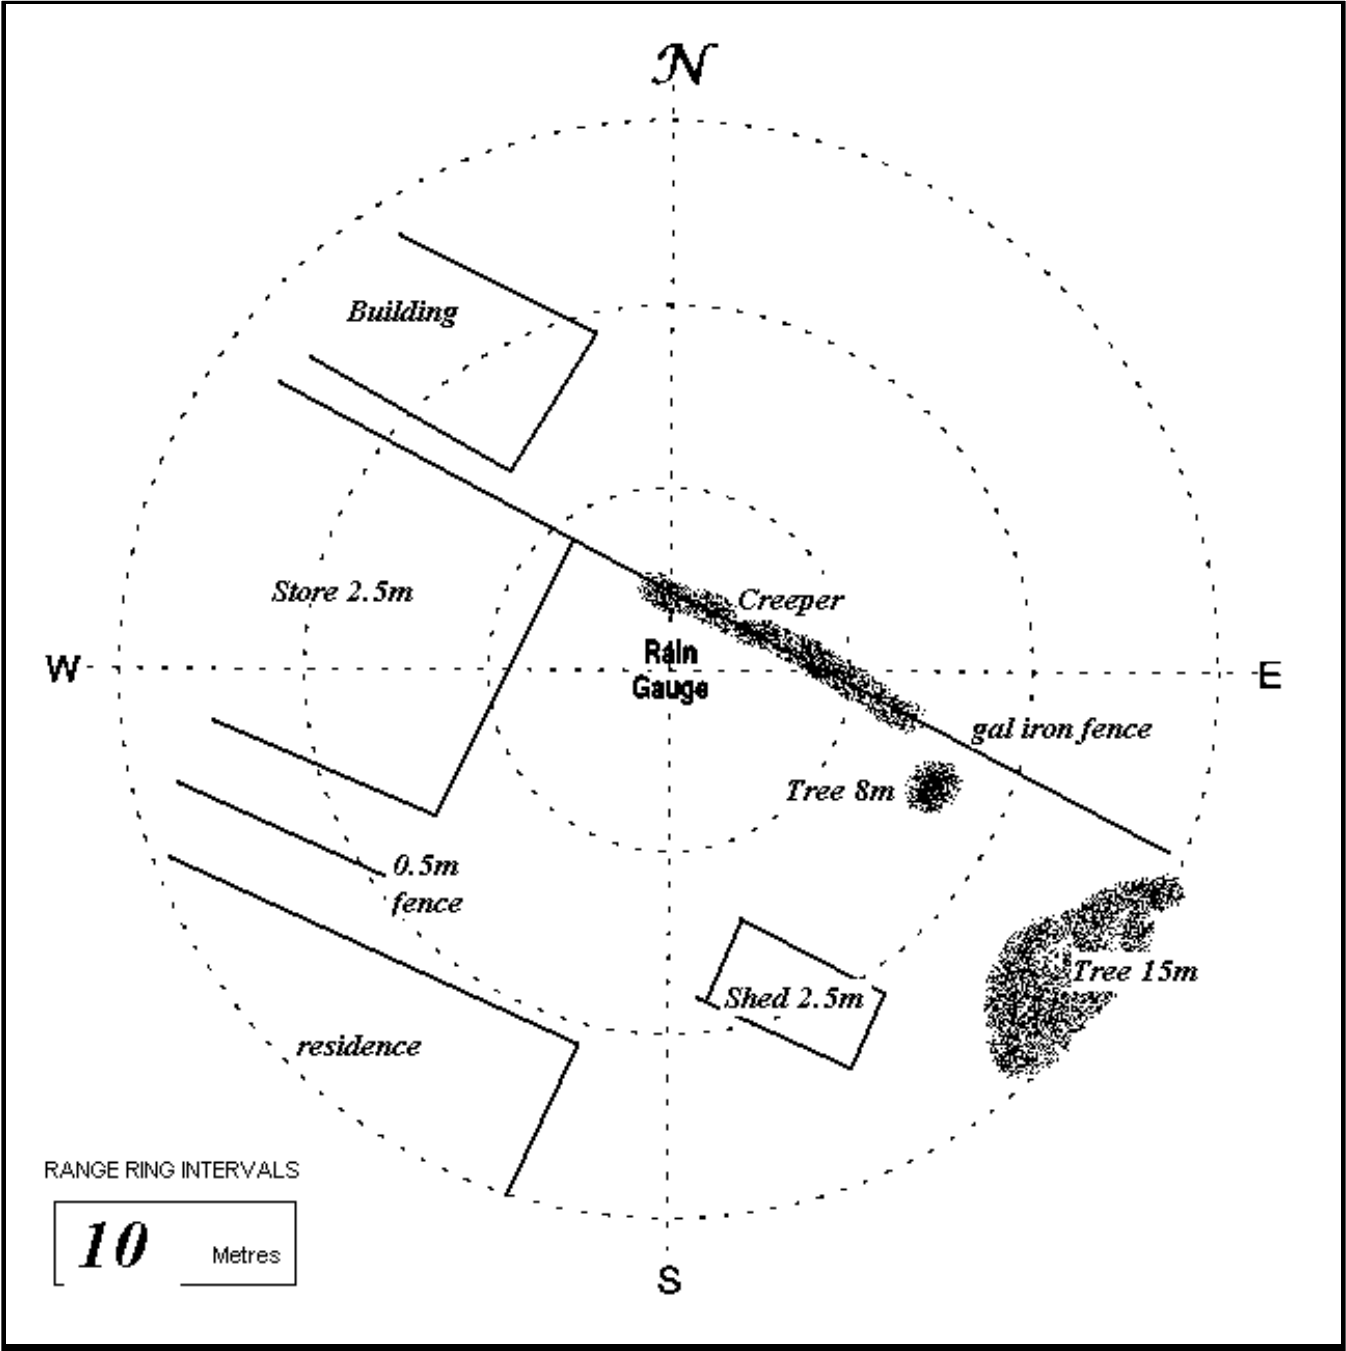 N
Building
Store 2.5m
Creeper
W
Rain
Gauge
E
gal iron fence
Tree 8m
0.5m
fence
Tree 15m
Shed 2.5m
residence
RANGE RING INTERVALS
10 Metres
S